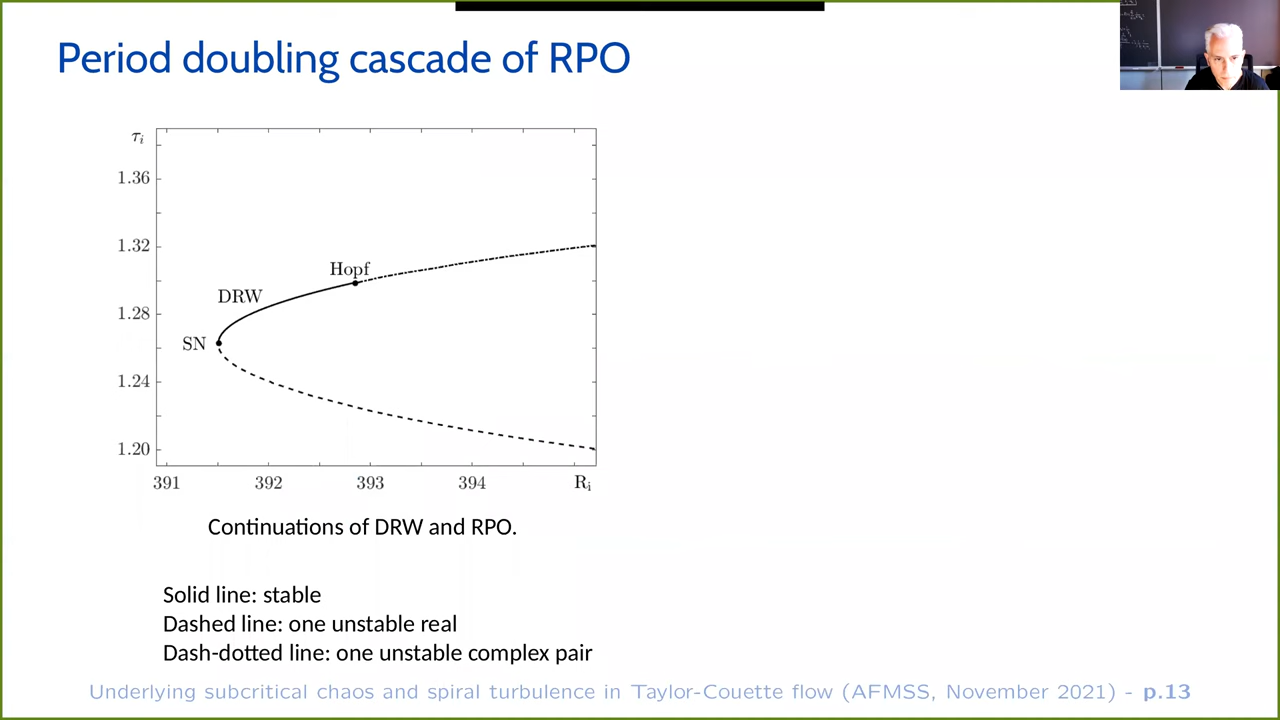 Period doubling cascade of RPO
τi
1.36
1.32
Hopf
DRW
1.28
SN
1.24
1.20
391 392 393 394 Ri
Continuations of DRW and RPO.
Solid line: stable
Dashed line: one unstable real
Dash-dotted line: one unstable complex pair
Underlying subcritical chaos and spiral turbulence in Taylor-Couette flow (AFMSS, November 2021) - p.13